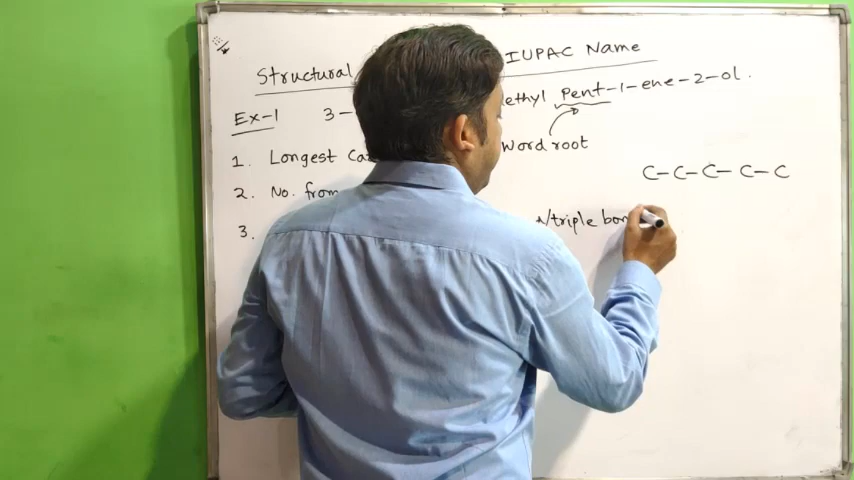 Structural IUPAC Name
Ex-1 3- ethyl Pent-1-ene-2-ol.
1. Longest Ca word root
C-C-C-C-C
2. No. from
3. /triple bon